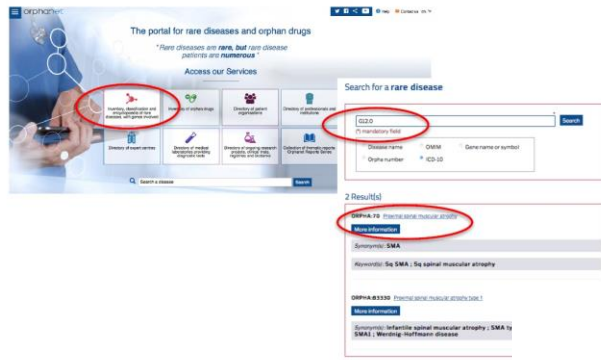 orphanet
Help
Contact us
EN
The portal for rare diseases and orphan drugs
"Rare diseases are rare, but rare disease
patients are numerous "
Access our Services
Inventory, classification and
encyclopaedia of rare
diseases, with genes involved
Inventory of orphan drugs
Directory of patient
organisations
Directory of professionals and
institutions
Directory of expert centres
Directory of medical
laboratories providing
diagnostic tests
Directory of ongoing research
projects, clinical trials,
registries and biobanks
Collection of thematic reports:
Orphanet Reports Series
Search a disease
Search
Search for a rare disease
G12.0
Search
(*) mandatory field
Disease name
OMIM
Gene name or symbol
Orpha number
ICD-10
2 Result(s)
ORPHA:70 Proximal spinal muscular atrophy
More information
Synonym(s): SMA
Keyword(s): 5q SMA ; 5q spinal muscular atrophy
ORPHA:83330 Proximal spinal muscular atrophy type 1
More information
Synonym(s): Infantile spinal muscular atrophy ; SMA ty
SMA1 ; Werdnig-Hoffmann disease